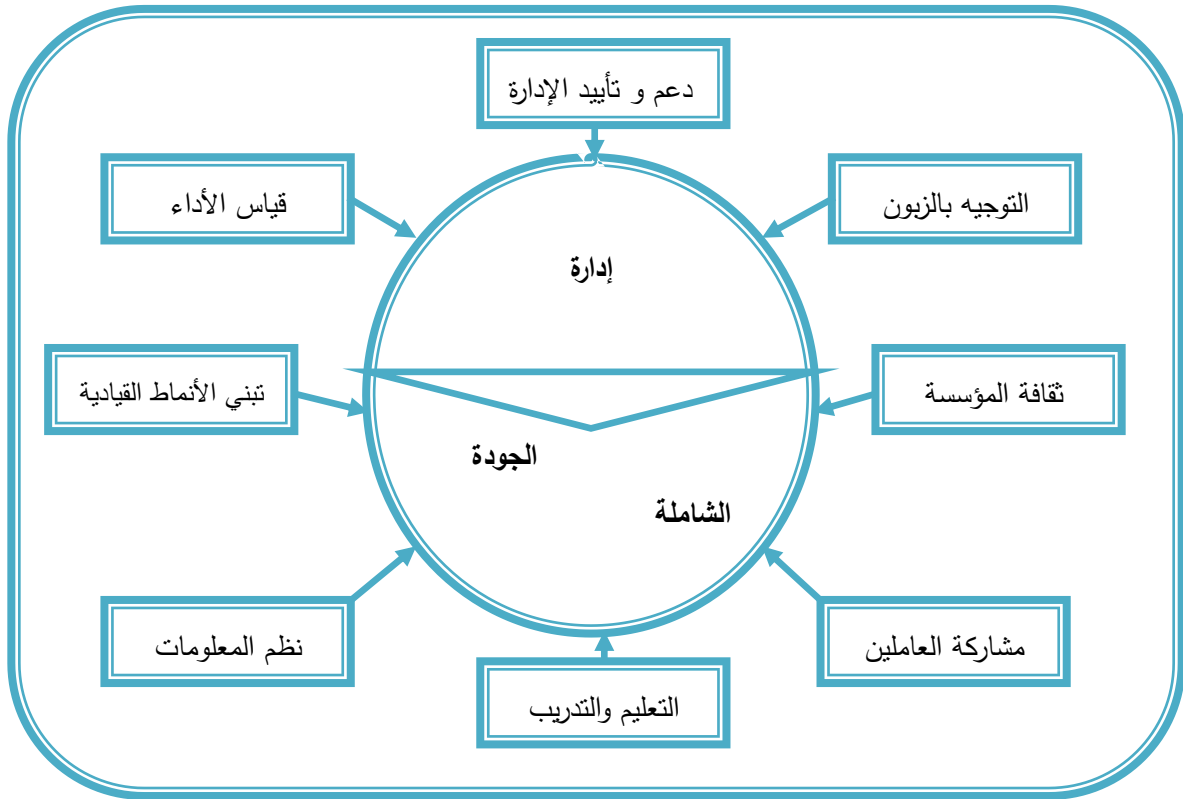 دعم و تأييد الإدارة
التوجيه بالزبون
قياس الأداء
إدارة
ثقافة المؤسسة
تبني الأنماط القيادية
الجودة
الشاملة
مشاركة العاملين
نظم المعلومات
التعليم والتدريب